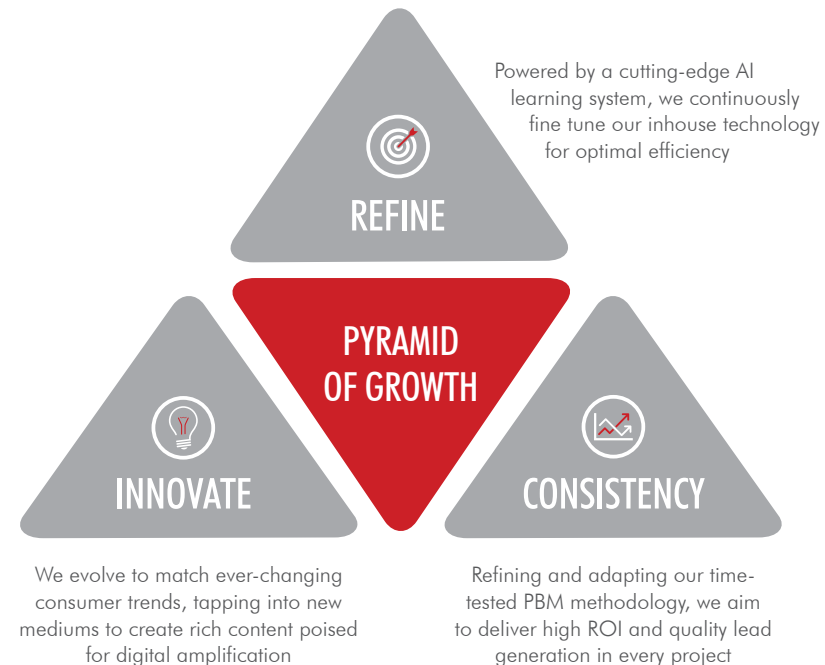 Powered by a cutting-edge AI
learning system, we continuously
fine tune our inhouse technology
for optimal efficiency
REFINE
PYRAMID
OF GROWTH
INNOVATE
CONSISTENCY
We evolve to match ever-changing
consumer trends, tapping into new
mediums to create rich content poised
for digital amplification
Refining and adapting our time-
tested PBM methodology, we aim
to deliver high ROI and quality lead
generation in every project